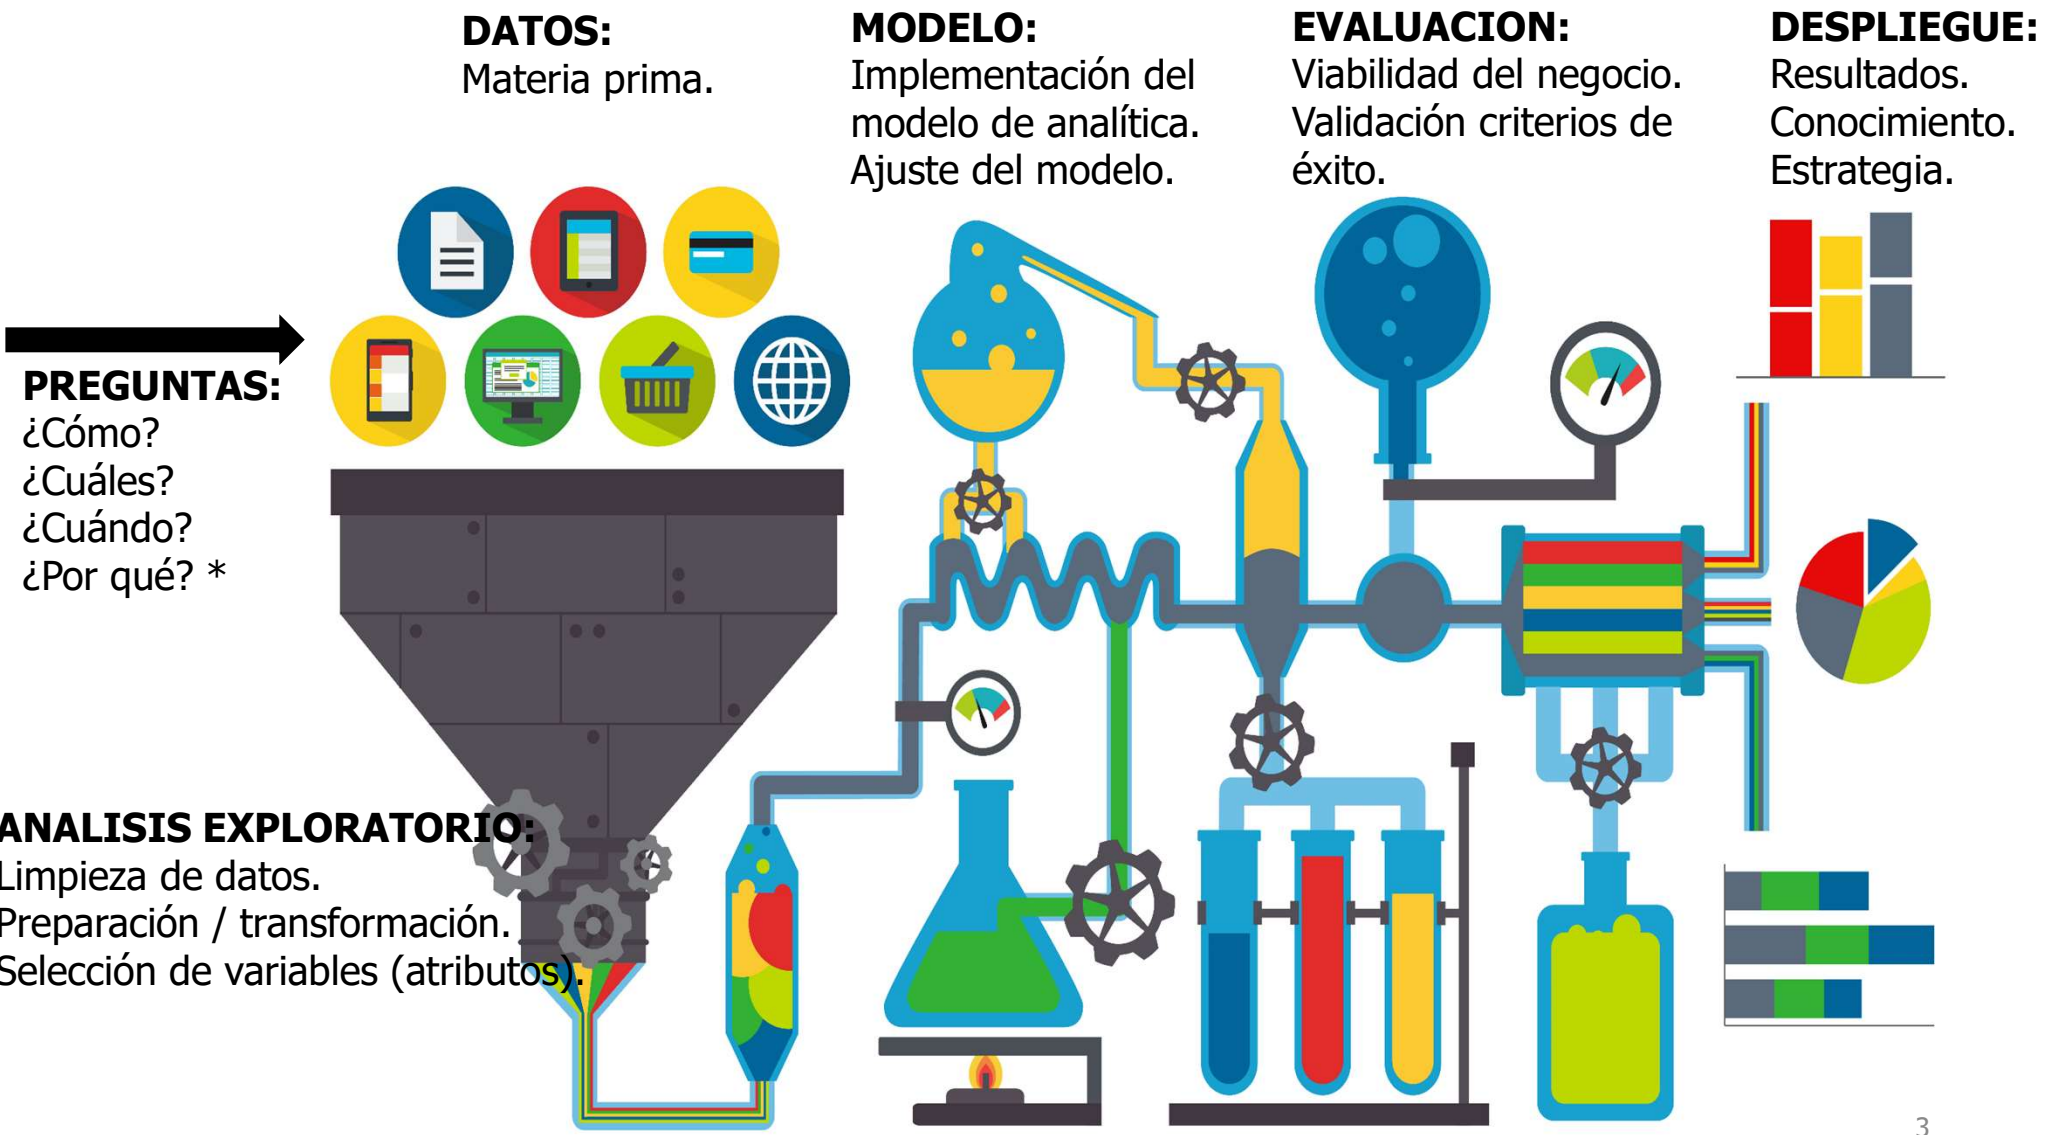 DATOS:
Materia prima.
MODELO:
Implementación del
modelo de analítica.
Ajuste del modelo.
EVALUACION:
Viabilidad del negocio.
Validación criterios de
éxito.
DESPLIEGUE:
Resultados.
Conocimiento.
Estrategia.
PREGUNTAS:
¿Cómo?
¿Cuáles?
¿Cuándo?
¿Por qué? *
ANALISIS EXPLORATORIO:
Limpieza de datos.
Preparación / transformación.
Selección de variables (atributos).
3